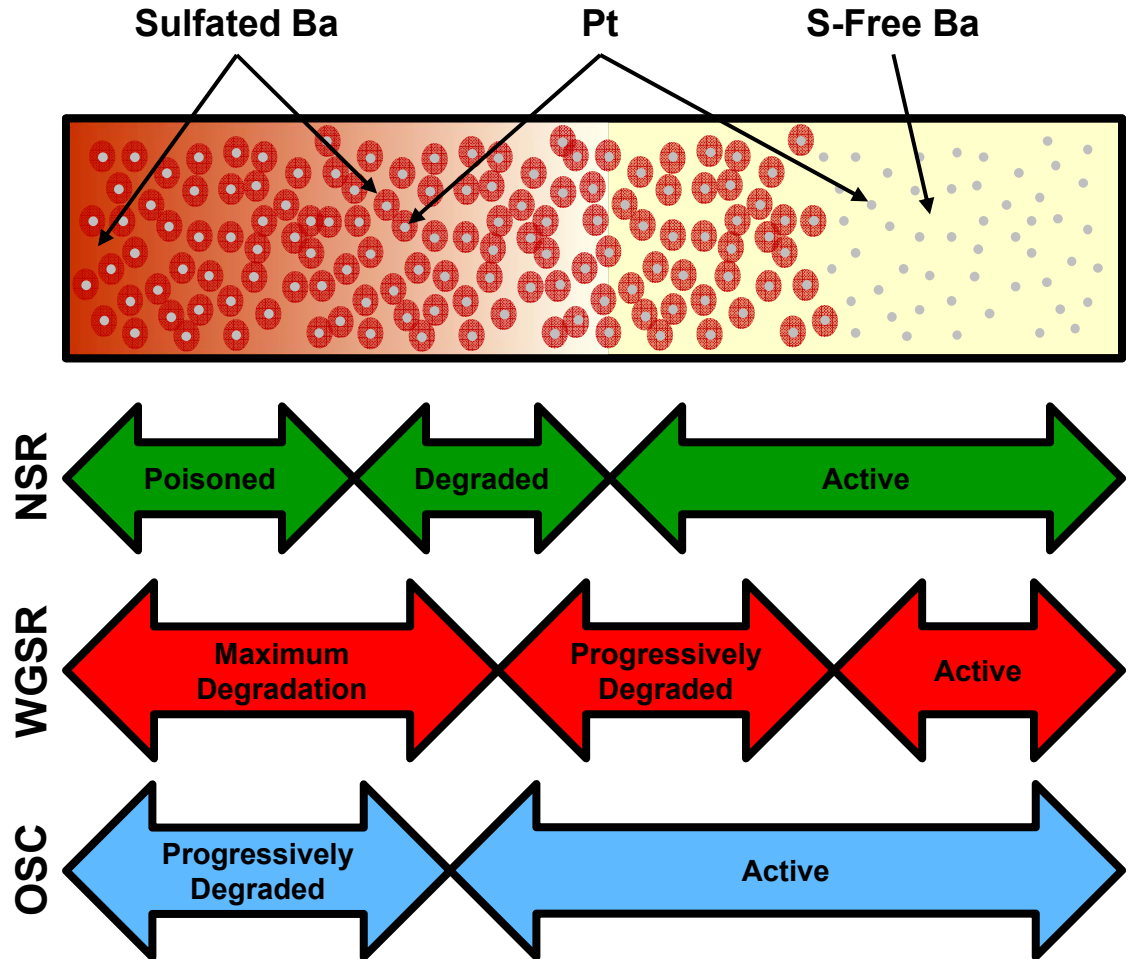 Sulfated Ba
Pt
S-Free Ba
NSR
Poisoned
Degraded
Active
WGSR
Maximum
Degradation
Progressively
Degraded
Active
OSC
Progressively
Degraded
Active